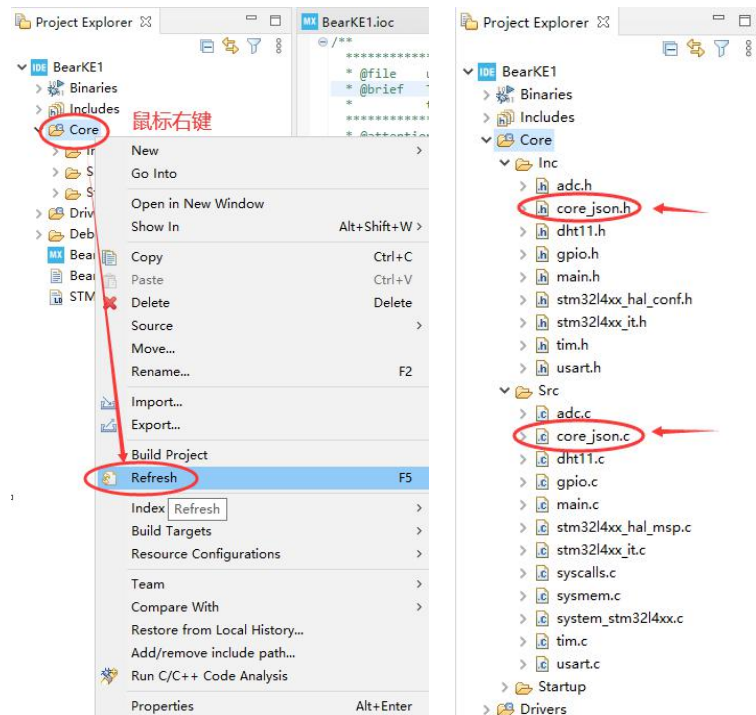 Project Explorer
BearKE1
Binaries
Includes
Core
鼠标右键
Driv
Deb
Bear
Bear
STM
BearKE1.ioc
/**
* @file
* @brief
*
New
Go Into
Open in New Window
Show In Alt+Shift+W >
Copy Ctrl+C
Paste Ctrl+V
Delete Delete
Source
Move...
Rename... F2
Import...
Export...
Build Project
Refresh F5
Index
Refresh
Build Targets
Resource Configurations
Team
Compare With
Restore from Local History...
Add/remove include path...
Run C/C++ Code Analysis
Properties Alt+Enter
Project Explorer
IDE BearKE1
Binaries
Includes
Core
Inc
.h adc.h
.h core_json.h
.h dht11.h
.h gpio.h
.h main.h
.h stm32l4xx_hal_conf.h
.h stm32l4xx_it.h
.h tim.h
.h usart.h
Src
.c adc.c
.c core_json.c
.c dht11.c
.c gpio.c
.c main.c
.c stm32l4xx_hal_msp.c
.c stm32l4xx_it.c
.c syscalls.c
.c sysmem.c
.c system_stm32l4xx.c
.c tim.c
.c usart.c
Startup
Drivers